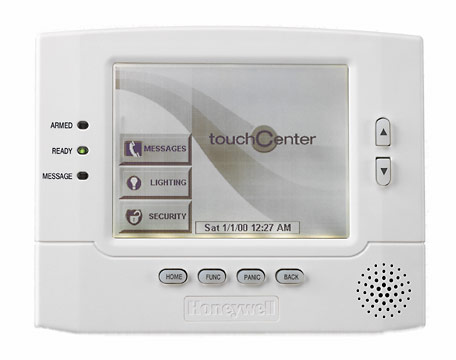 ARMED
READY
MESSAGE
touchCenter
MESSAGES
LIGHTING
SECURITY
Sat 1/1/00 12:27 AM
HOME
FUNC
PANIC
BACK
Honeywell